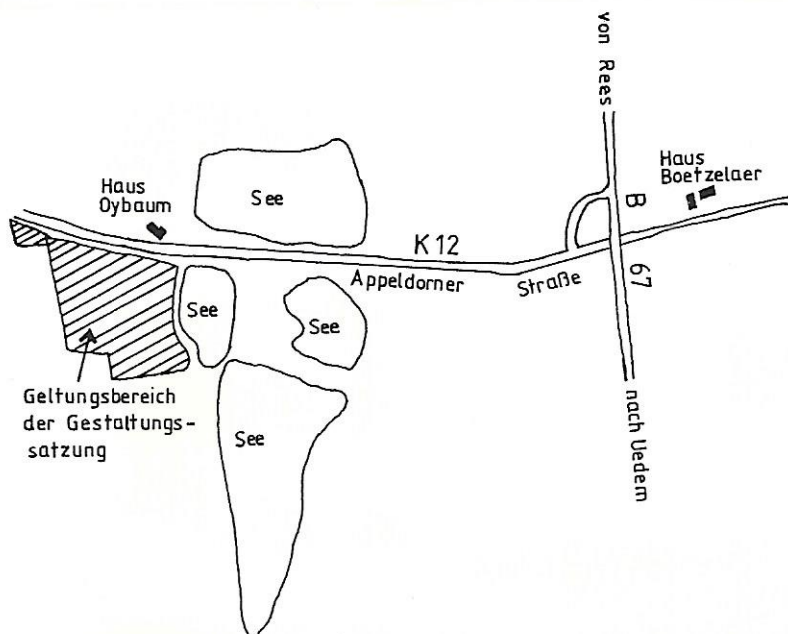 von Rees
Haus
Boetzelaer
Haus
Oybaum
See
B
K 12
67
Appeldorner
Straße
See
See
Geltungsbereich
der Gestaltungs-
satzung
nach Uedem
See